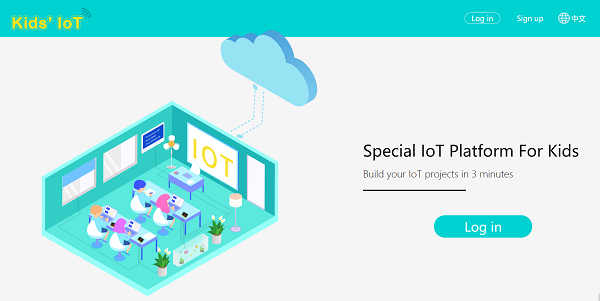 Kids' IoT
Log in
Sign up
中文
IOT
Special IoT Platform For Kids
Build your IoT projects in 3 minutes
Log in